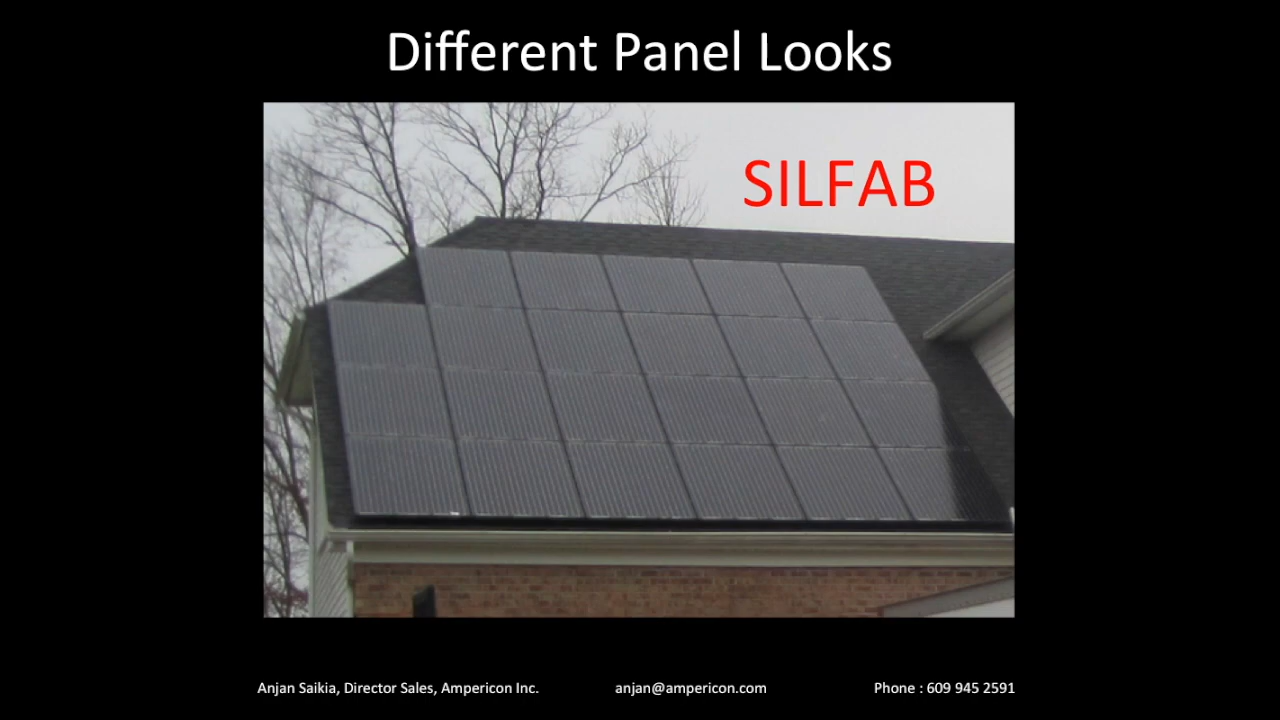 Different Panel Looks
SILFAB
Anjan Saikia, Director Sales, Ampericon Inc. anjan@ampericon.com Phone : 609 945 2591